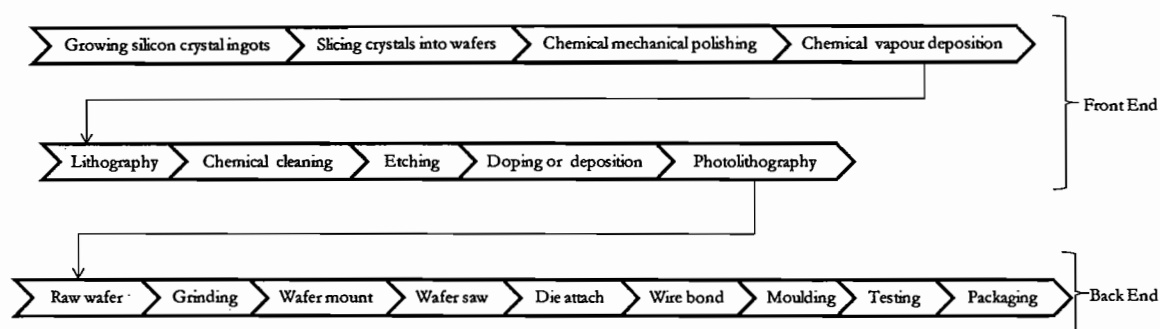 Growing silicon crystal ingots Slicing crystals into wafers Chemical mechanical polishing Chemical vapour deposition
Front End
Lithography Chemical cleaning Etching Doping or deposition Photolithography
Raw wafer Grinding Wafer mount Wafer saw Die attach Wire bond Moulding Testing Packaging
Back End